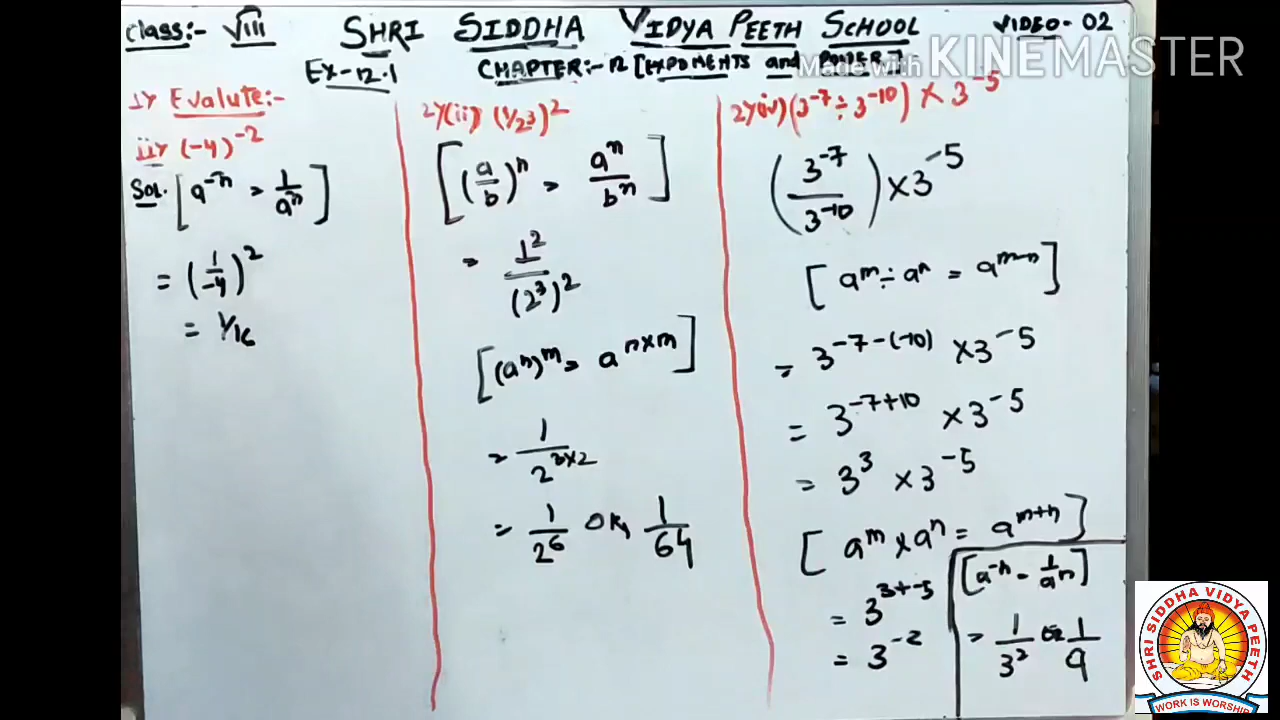 Class:- VIII SHRI SIDDHA VIDYA PEETH SCHOOL VIDEO-02
Made with KINEMASTER
EX-12.1 CHAPTER:-12 [EXPONENTS and POWER]
1) Evalute:-
ii) (-4)^-2
Sol. [a^-n = 1/a^n]
= (1/-4)^2
= 1/16
2) (ii) (1/2^3)^2
[(a/b)^n = a^n/b^n]
= 1^2/(2^3)^2
[(a^n)^m = a^n×m]
= 1/2^3×2
= 1/2^6 OR, 1/64
2) (iv) (3^-7 ÷ 3^-10) × 3^-5
(3^-7/3^-10) × 3^-5
[a^m ÷ a^n = a^m-n]
= 3^-7-(-10) × 3^-5
= 3^-7+10 × 3^-5
= 3^3 × 3^-5
[a^m × a^n = a^m+n]
= 3^3+-5
= 3^-2
[a^-n - 1/a^n]
= 1/3^2 or 1/9
SHRI SIDDHA VIDYA PEETH
WORK IS WORSHIP